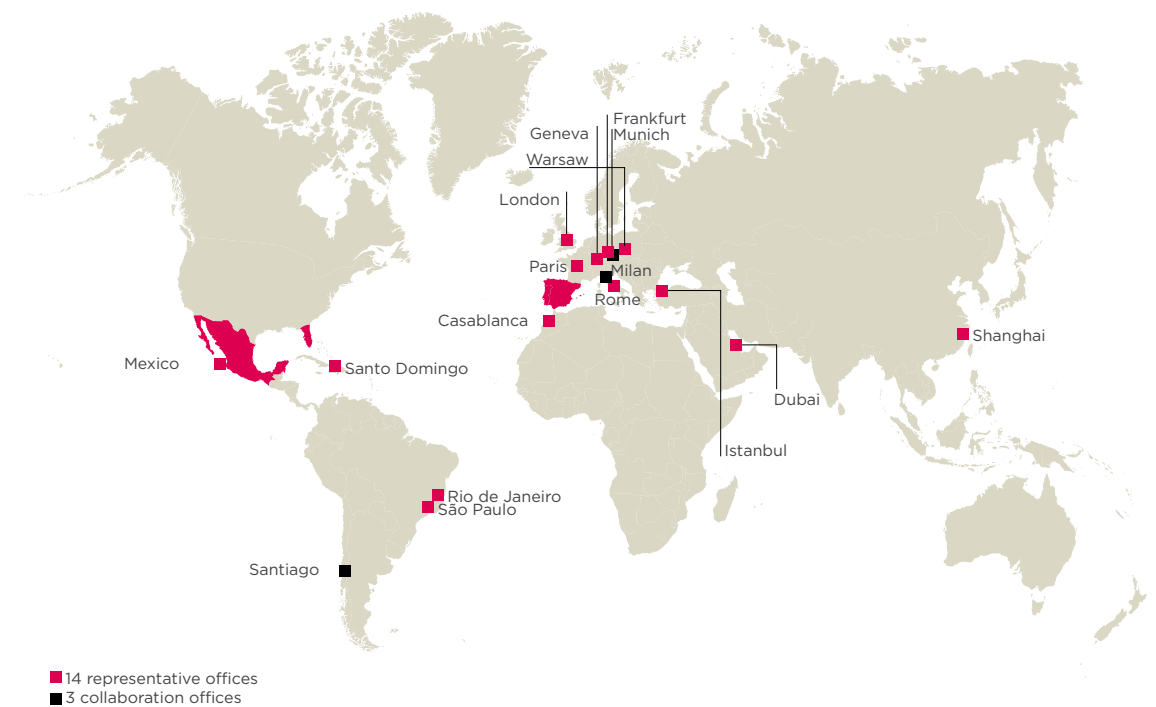 Frankfurt
Geneva
Munich
Warsaw
London
Paris
Milan
Rome
Casablanca
Shanghai
Mexico
Santo Domingo
Dubai
Istanbul
Rio de Janeiro
São Paulo
Santiago
14 representative offices
3 collaboration offices